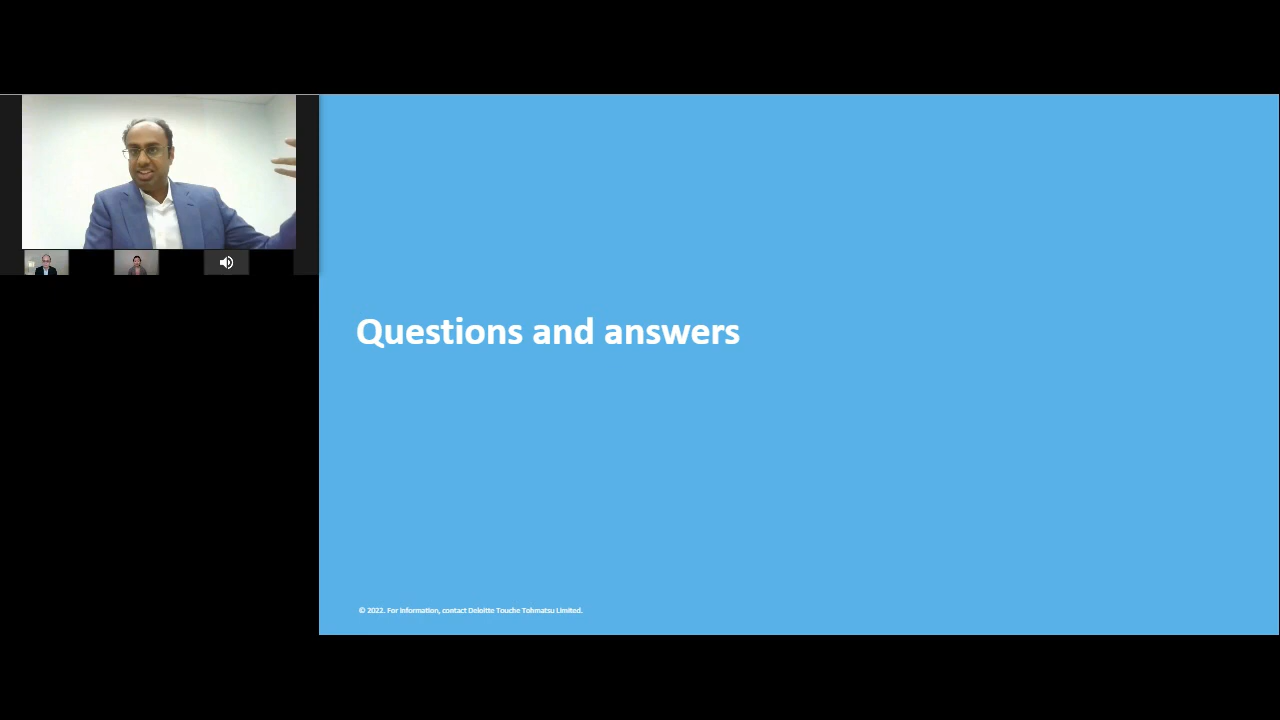 Questions and answers
© 2022. For information, contact Deloitte Touche Tohmatsu Limited.